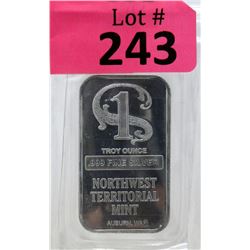 Lot #
243
1
TROY OUNCE
.999 FINE SILVER
NORTHWEST
TERRITORIAL
MINT
AUBURN, WA